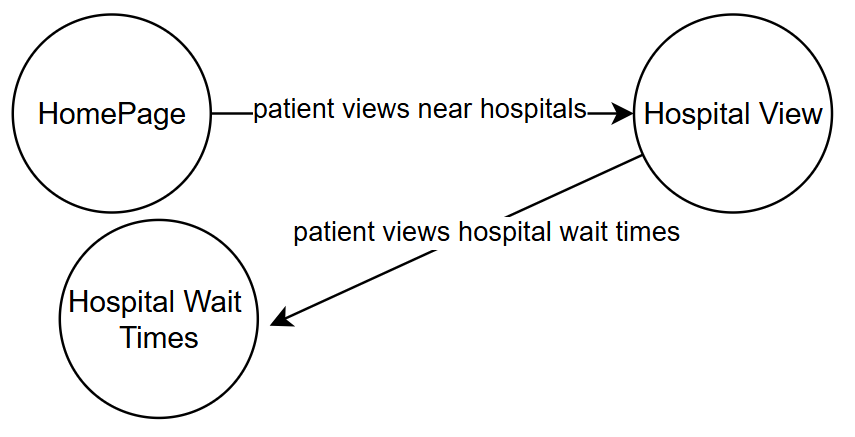 HomePage
patient views near hospitals
Hospital View
patient views hospital wait times
Hospital Wait
Times